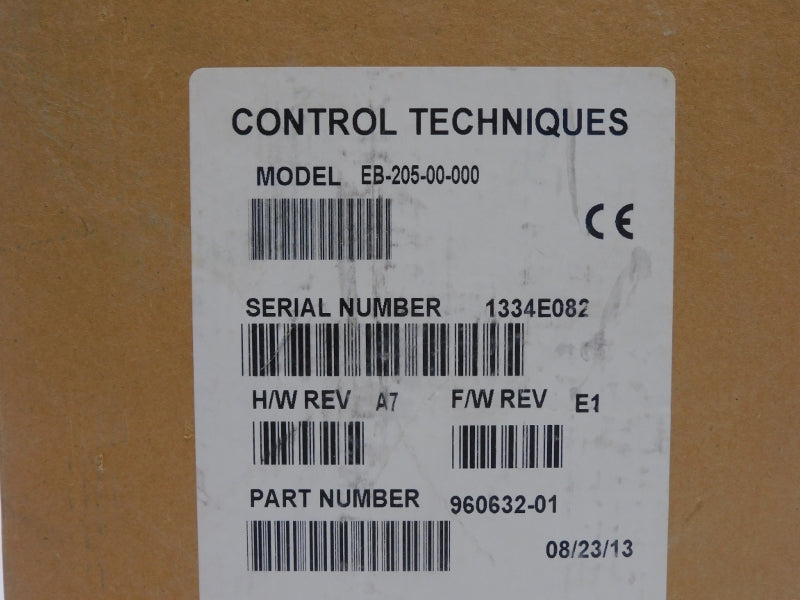 CONTROL TECHNIQUES
MODEL EB-205-00-000
CE
SERIAL NUMBER 1334E082
H/W REV A7 F/W REV E1
PART NUMBER 960632-01
08/23/13